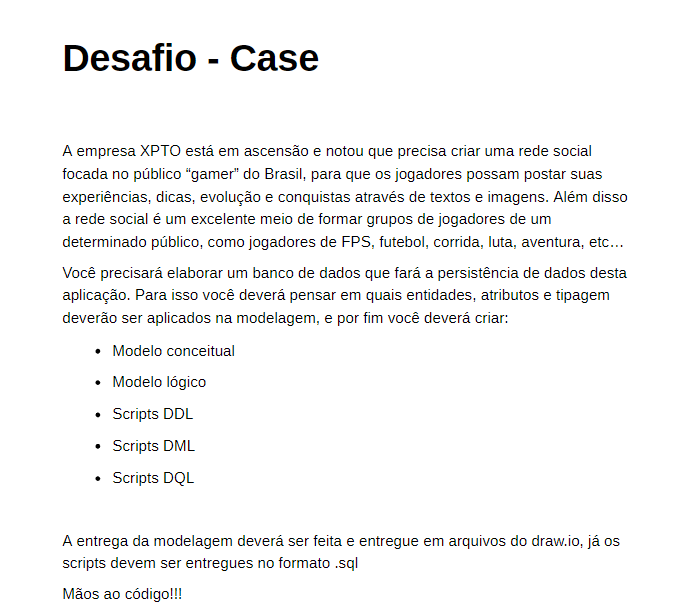 Desafio - Case
A empresa XPTO está em ascensão e notou que precisa criar uma rede social
focada no público “gamer” do Brasil, para que os jogadores possam postar suas
experiências, dicas, evolução e conquistas através de textos e imagens. Além disso
a rede social é um excelente meio de formar grupos de jogadores de um
determinado público, como jogadores de FPS, futebol, corrida, luta, aventura, etc…
Você precisará elaborar um banco de dados que fará a persistência de dados desta
aplicação. Para isso você deverá pensar em quais entidades, atributos e tipagem
deverão ser aplicados na modelagem, e por fim você deverá criar:
• Modelo conceitual
• Modelo lógico
• Scripts DDL
• Scripts DML
• Scripts DQL
A entrega da modelagem deverá ser feita e entregue em arquivos do draw.io, já os
scripts devem ser entregues no formato .sql
Mãos ao código!!!